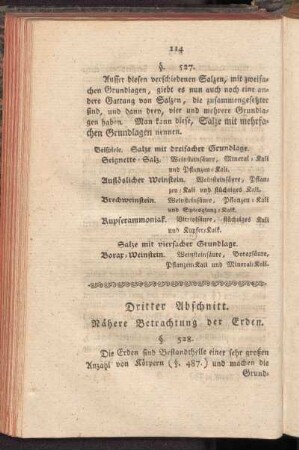 224
§. 527.
Ausser diesen verschiedenen Salzen, mit zweifa-
chen Grundlagen, giebt es nun auch noch eine an-
dere Gattung von Salzen, die zusammengesetzter
sind, und dann drey, vier und mehrere Grundla-
gen haben. Man kann diese, Salze mit mehrfa-
chen Grundlagen nennen.
Beispiele. Salze mit dreifacher Grundlage.
Seignette-Salz. Weinsteinsäure, Mineral-Kali
und Pflanzen-Kali.
Auflöslicher Weinstein. Weinsteinsäure, Pflan-
zen-Kali und flüchtiges Kali.
Brechweinstein. Weinsteinsäure, Pflanzen-Kali
und Spiesglanz-Kalk.
Kupferammoniak. Vitriolsäure, flüchtiges Kali
und Kupfer-Kalk.
Salze mit vierfacher Grundlage.
Borax-Weinstein. Weinsteinsäure, Boraxsäure,
Pflanzen-Kali und Mineral-Kali.
Dritter Abschnitt.
Nähere Betrachtung der Erden.
§. 528.
Die Erden sind Bestandtheile einer sehr großen
Anzahl von Körpern (§. 487.) und machen die
Grund-